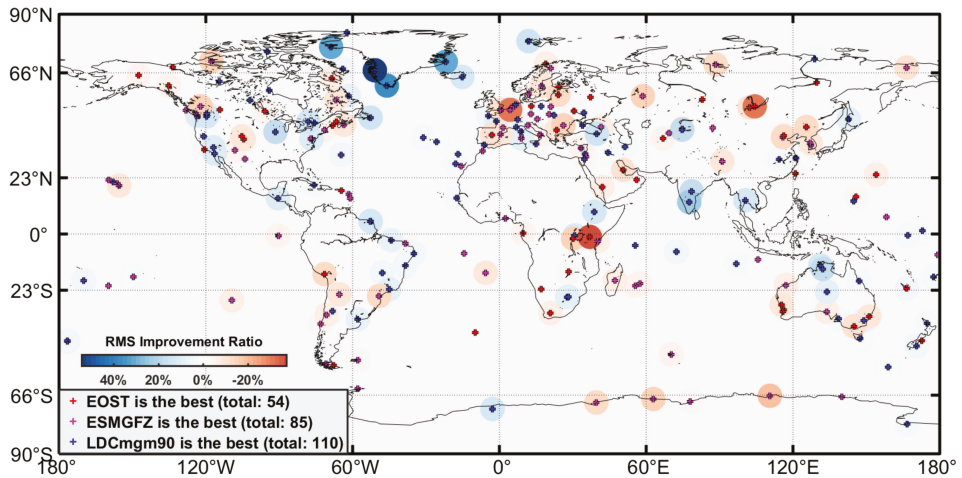 90°N
66°N
23°N
0°
23°S
66°S
90°S
RMS Improvement Ratio
40% 20% 0% -20%
EOST is the best (total: 54)
ESMGFZ is the best (total: 85)
LDCmgm90 is the best (total: 110)
180° 120°W 60°W 0° 60°E 120°E 180°